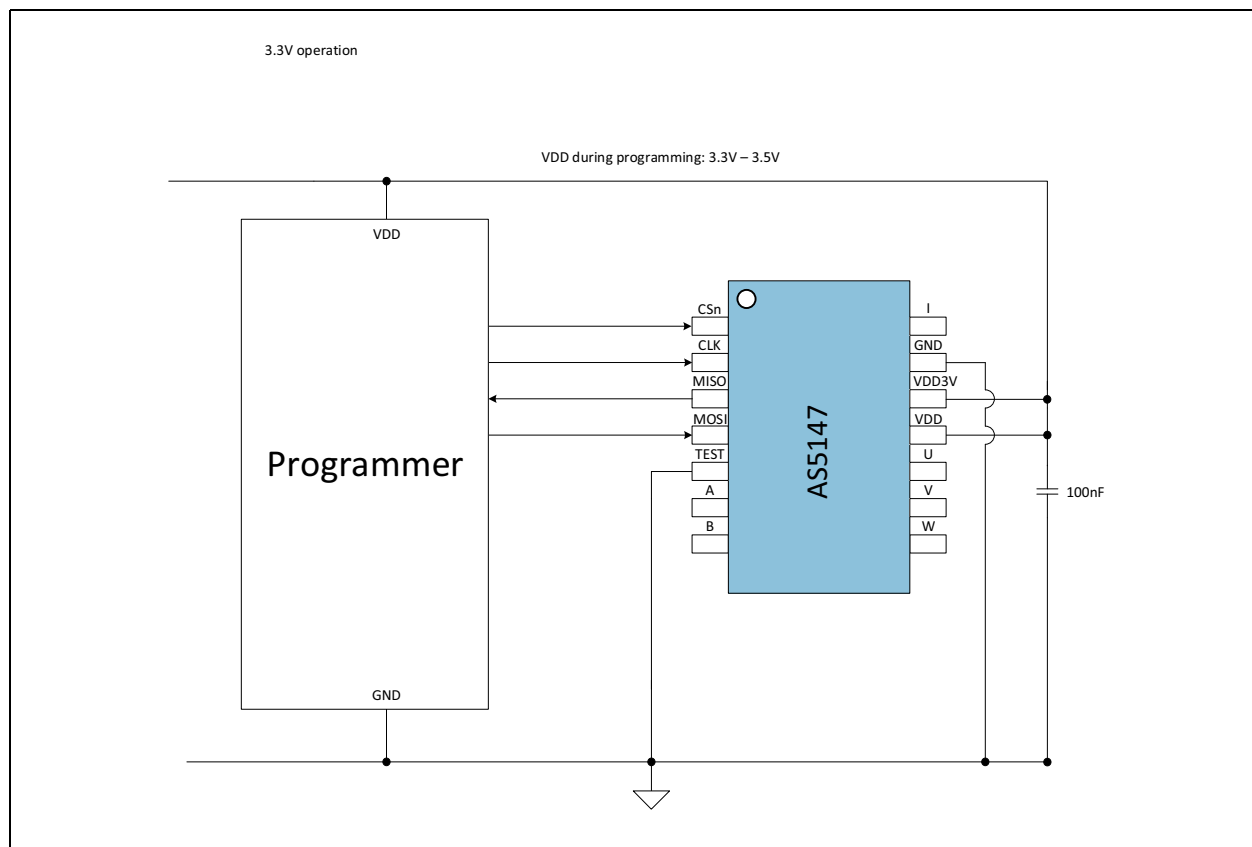 3.3V operation
VDD during programming: 3.3V – 3.5V
VDD
Programmer
GND
CSn
CLK
MISO
MOSI
TEST
A
B
AS5147
I
GND
VDD3V
VDD
U
V
W
100nF